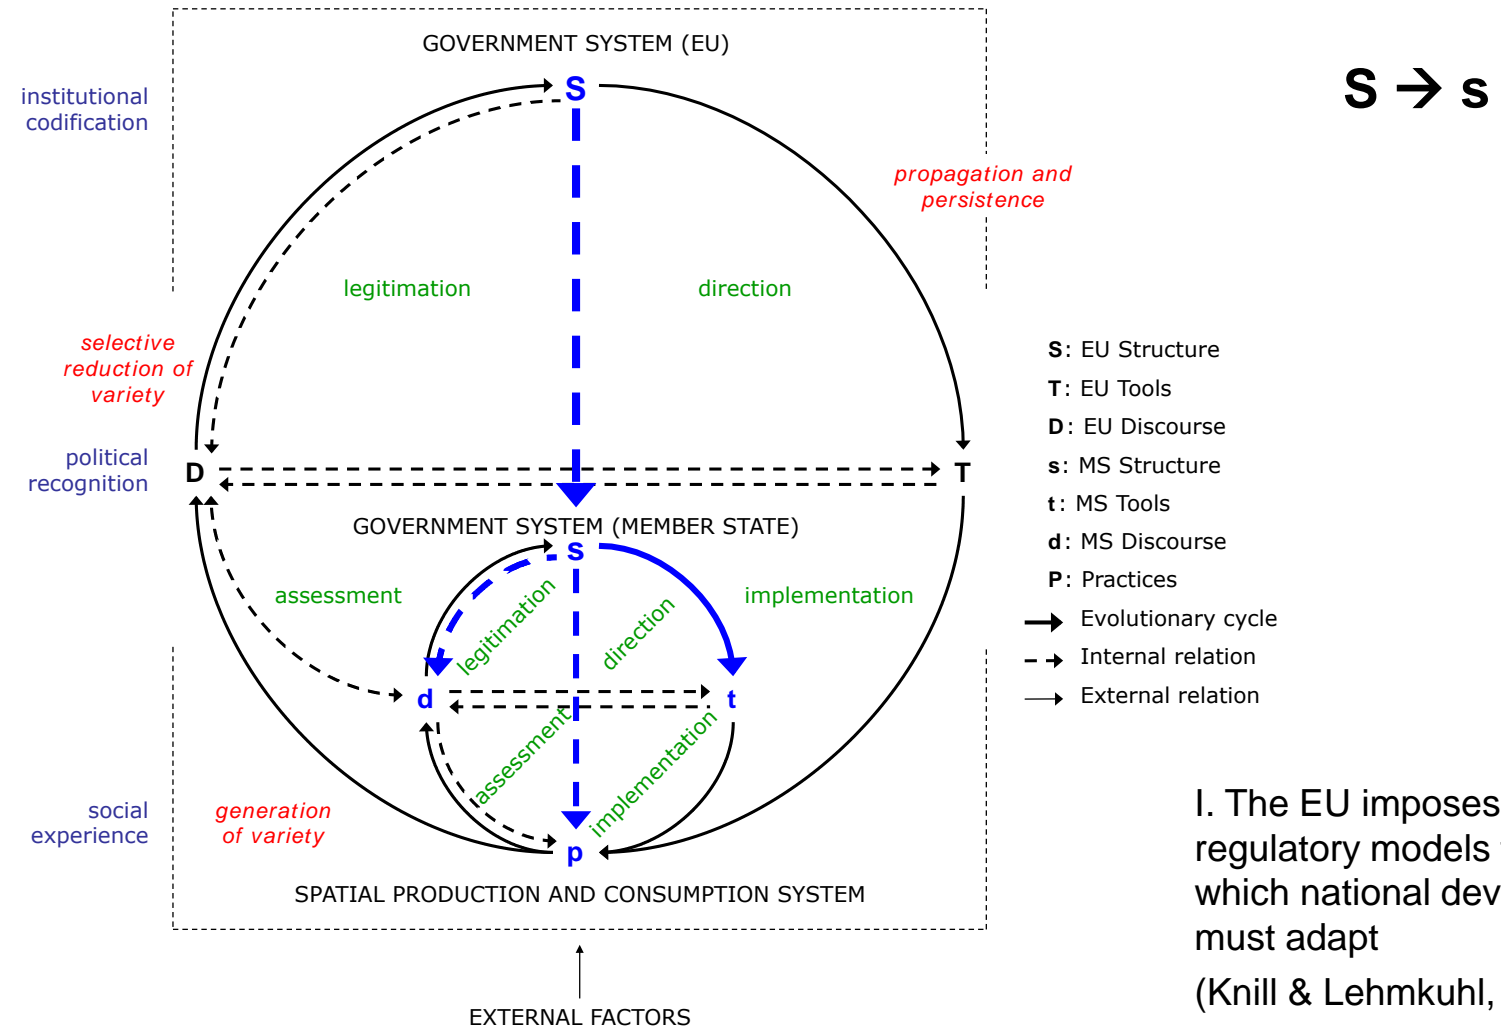 GOVERNMENT SYSTEM (EU)
S
S → s
institutional
codification
propagation and
persistence
legitimation
direction
selective
reduction of
variety
S: EU Structure
T: EU Tools
D: EU Discourse
s: MS Structure
t: MS Tools
d: MS Discourse
P: Practices
Evolutionary cycle
Internal relation
External relation
political
recognition
D
T
GOVERNMENT SYSTEM (MEMBER STATE)
s
assessment
implementation
legitimation
direction
d
t
assessment
implementation
social
experience
generation
of variety
p
SPATIAL PRODUCTION AND CONSUMPTION SYSTEM
EXTERNAL FACTORS
I. The EU imposes
regulatory models
which national
must adapt
(Knill & Lehmkuhl,